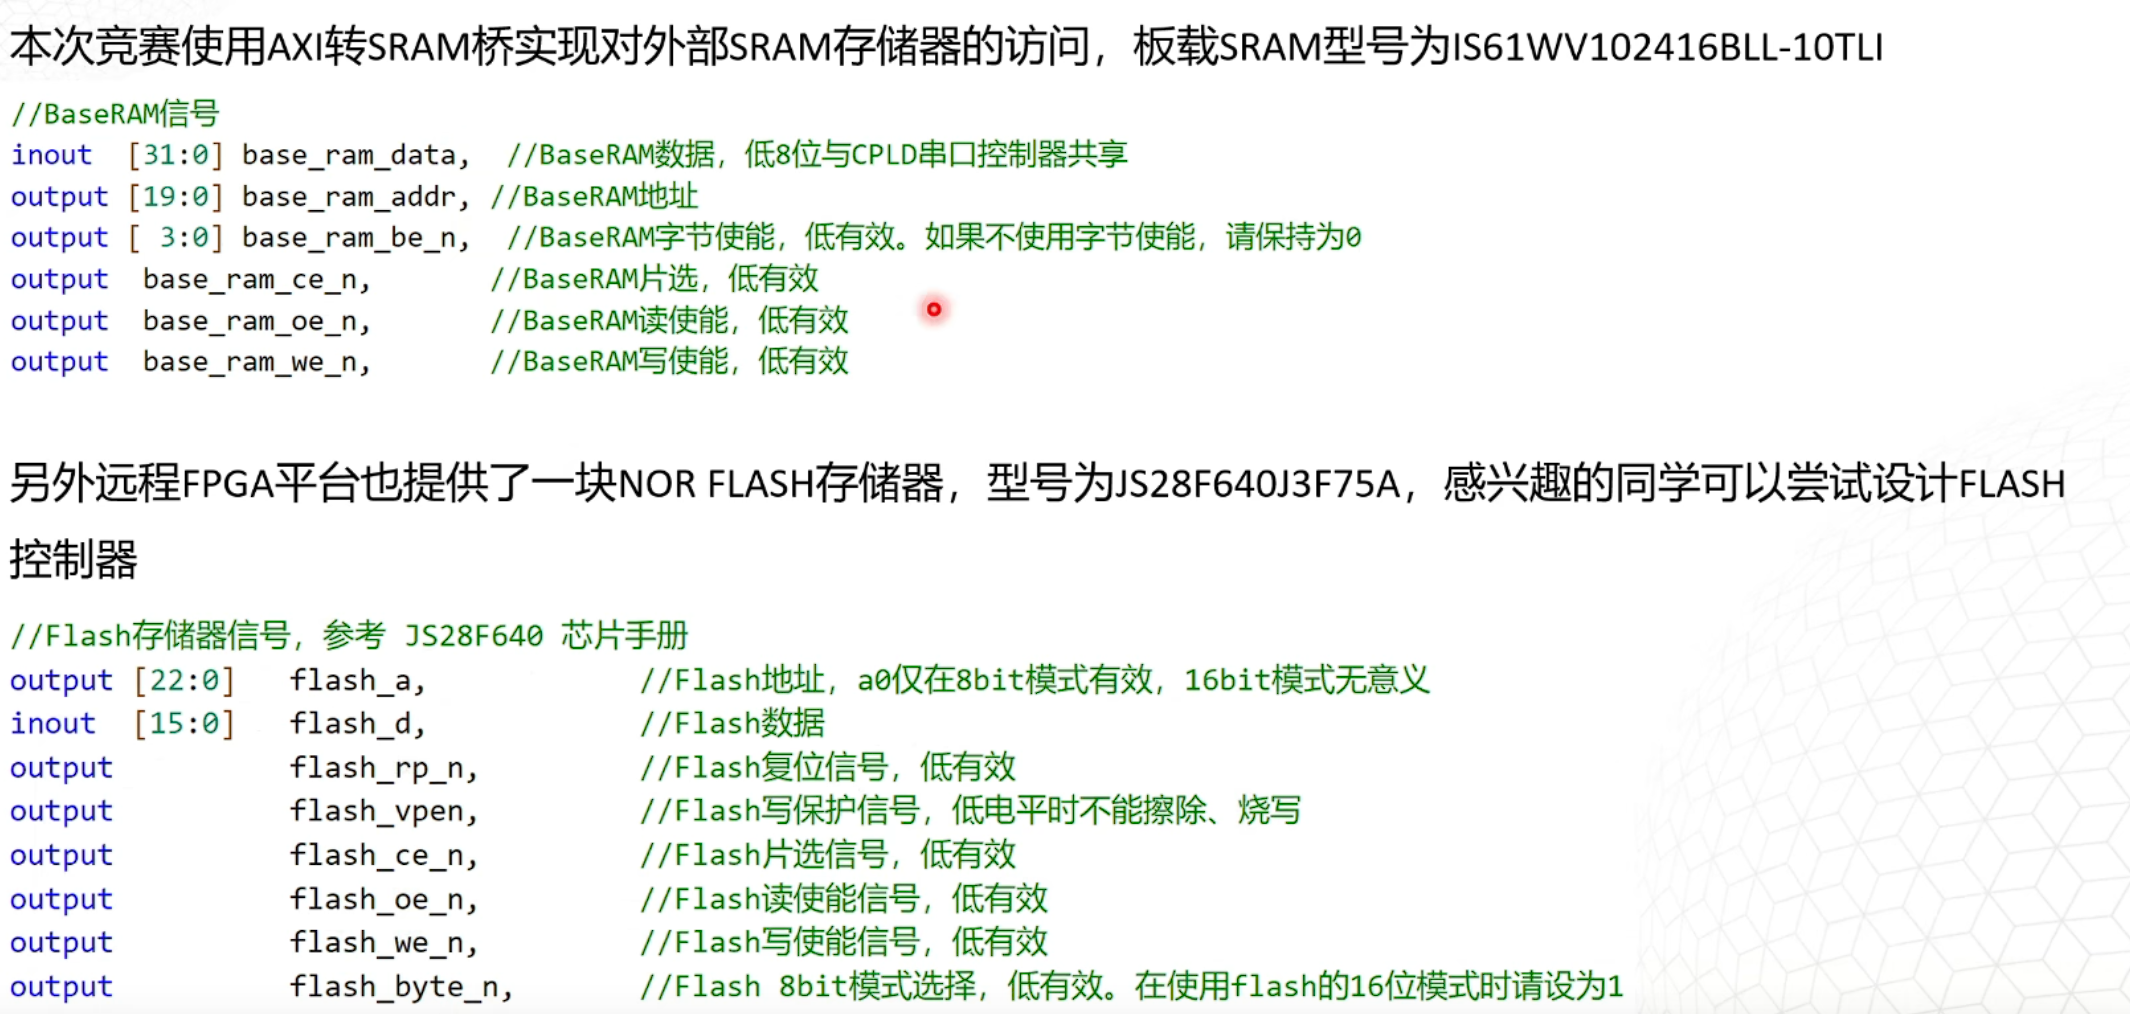 本次竞赛使用AXI转SRAM桥实现对外部SRAM存储器的访问，板载SRAM型号为IS61WV102416BLL-10TLI
//BaseRAM信号
inout  [31:0] base_ram_data,  //BaseRAM数据，低8位与CPLD串口控制器共享
output [19:0] base_ram_addr, //BaseRAM地址
output [ 3:0] base_ram_be_n,  //BaseRAM字节使能，低有效。如果不使用字节使能，请保持为0
output  base_ram_ce_n,       //BaseRAM片选，低有效
output  base_ram_oe_n,       //BaseRAM读使能，低有效
output  base_ram_we_n,       //BaseRAM写使能，低有效
另外远程FPGA平台也提供了一块NOR FLASH存储器，型号为JS28F640J3F75A，感兴趣的同学可以尝试设计FLASH
控制器
//Flash存储器信号，参考 JS28F640 芯片手册
output [22:0]   flash_a,             //Flash地址，a0仅在8bit模式有效，16bit模式无意义
inout  [15:0]   flash_d,             //Flash数据
output          flash_rp_n,          //Flash复位信号，低有效
output          flash_vpen,          //Flash写保护信号，低电平时不能擦除、烧写
output          flash_ce_n,          //Flash片选信号，低有效
output          flash_oe_n,          //Flash读使能信号，低有效
output          flash_we_n,          //Flash写使能信号，低有效
output          flash_byte_n,        //Flash 8bit模式选择，低有效。在使用flash的16位模式时请设为1